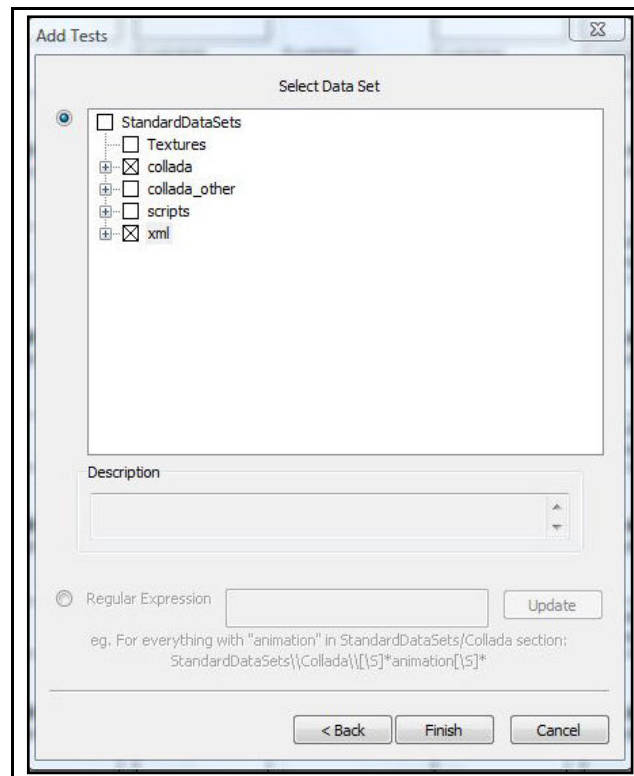 Add Tests
Select Data Set
StandardDataSets
Textures
collada
collada_other
scripts
xml
Description
Regular Expression
Update
eg. For everything with "animation" in StandardDataSets/Collada section:
StandardDataSets\\Collada\\[\S]*animation[\S]*
< Back
Finish
Cancel